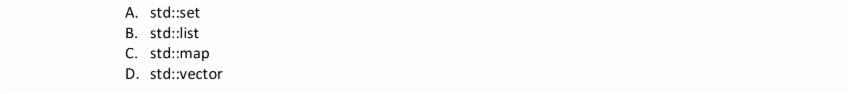 A. std::set
B. std::list
C. std::map
D. std::vector